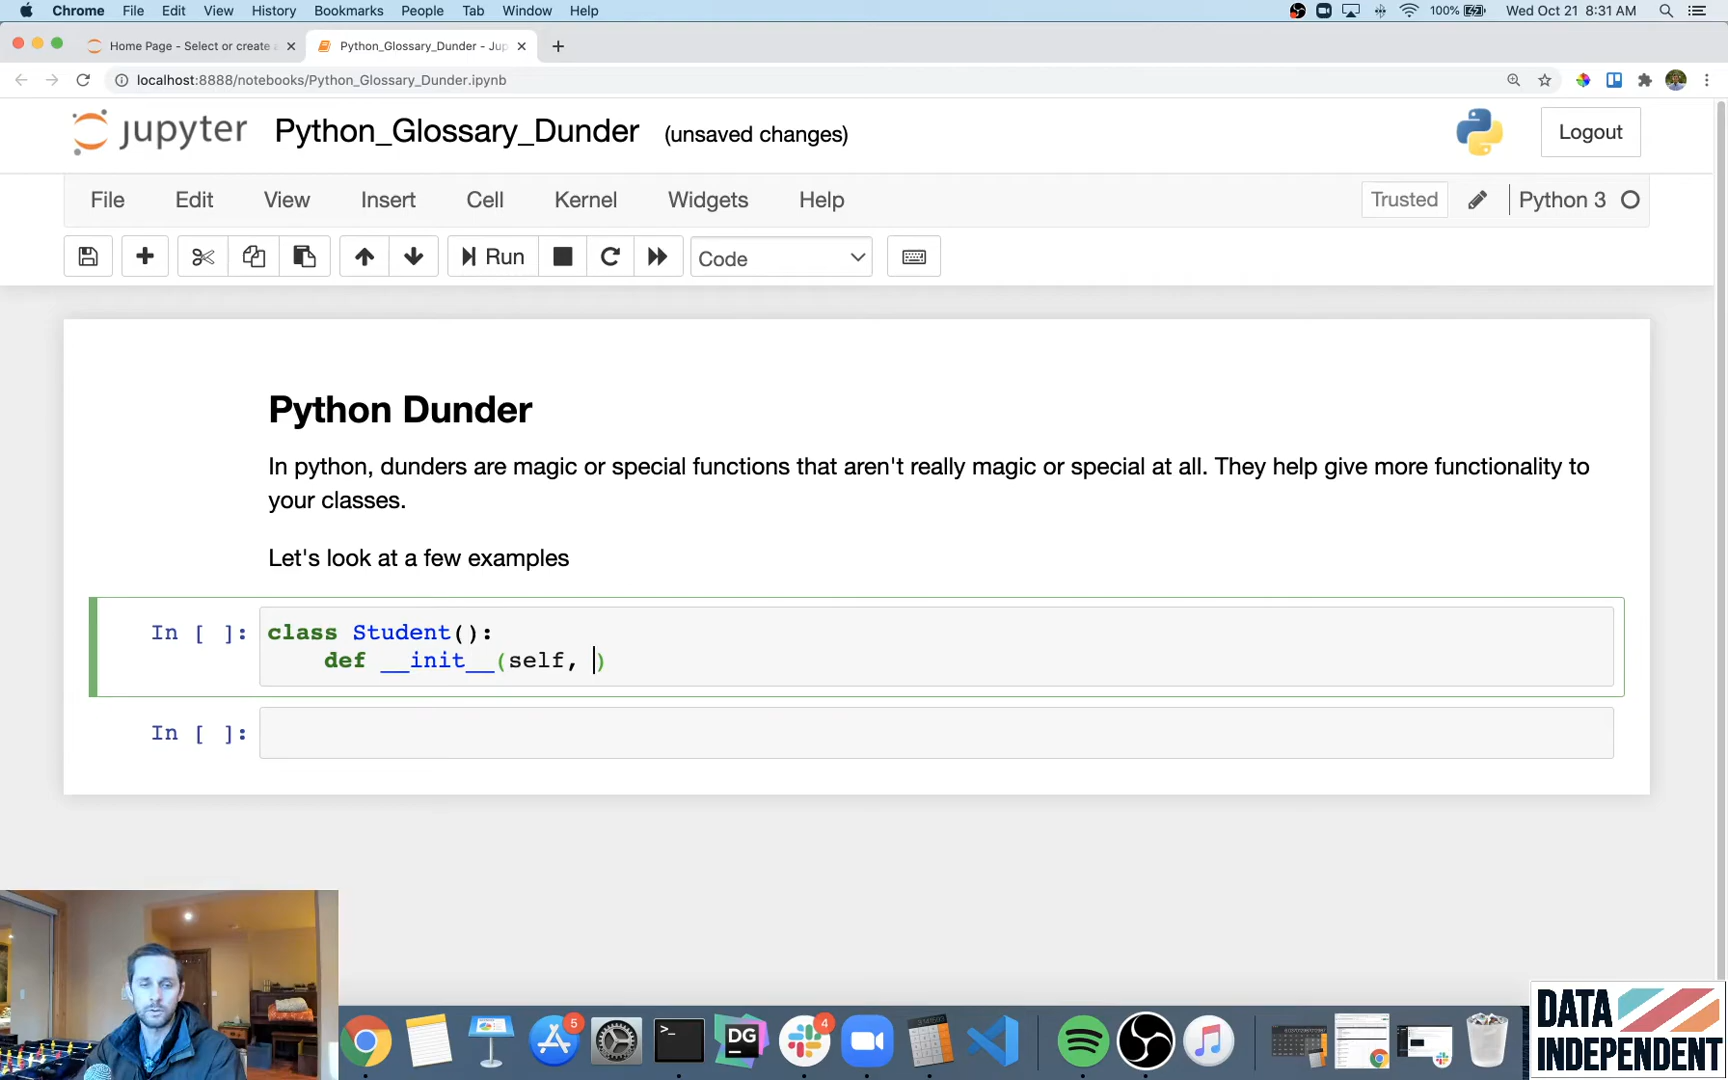 Chrome File Edit View History Bookmarks People Tab Window Help 100% Wed Oct 21 8:31 AM
Home Page - Select or create a Python_Glossary_Dunder - Jup
localhost:8888/notebooks/Python_Glossary_Dunder.ipynb
jupyter Python_Glossary_Dunder (unsaved changes) Logout
File Edit View Insert Cell Kernel Widgets Help Trusted Python 3
Run Code
Python Dunder
In python, dunders are magic or special functions that aren't really magic or special at all. They help give more functionality to
your classes.
Let's look at a few examples
In [ ]: class Student():
def __init__(self, )
In [ ]:
5
>_
DG
4
DATA
INDEPENDENT